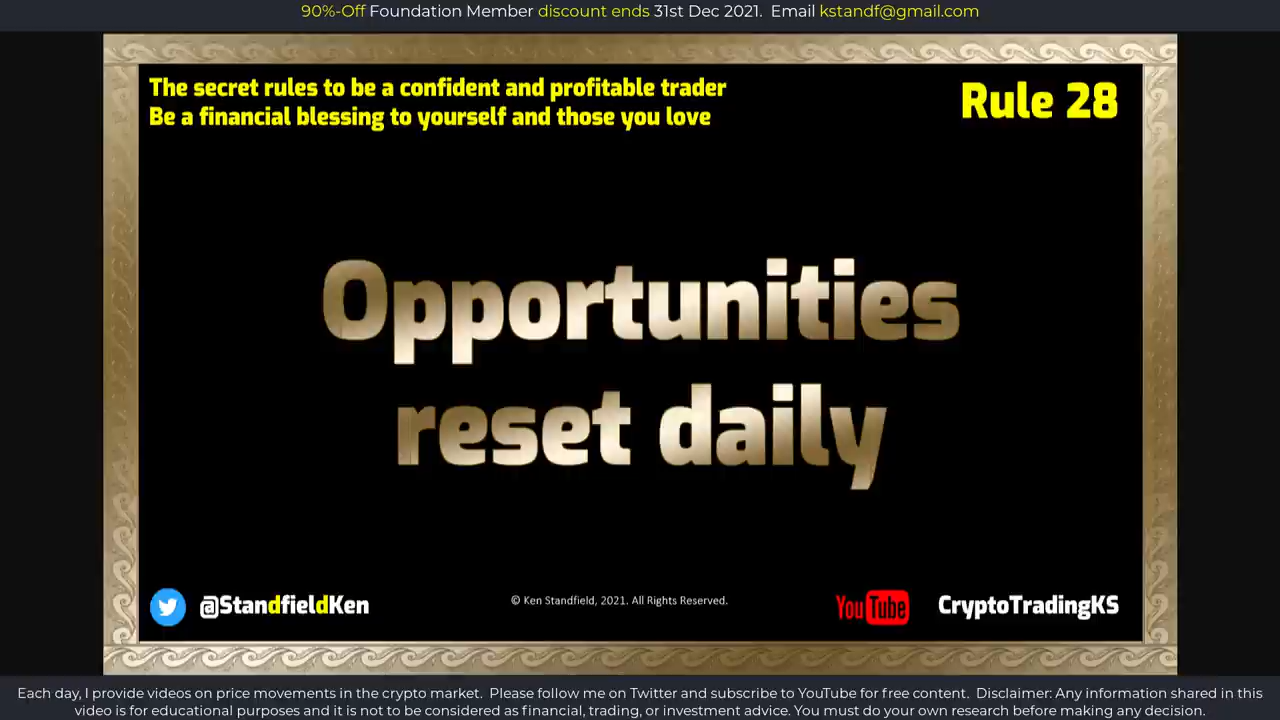 90%-Off Foundation Member discount ends 31st Dec 2021. Email kstandf@gmail.com
The secret rules to be a confident and profitable trader
Be a financial blessing to yourself and those you love
Rule 28
Opportunities
reset daily
@StandfieldKen
© Ken Standfield, 2021. All Rights Reserved.
YouTube
CryptoTradingKS
Each day, I provide videos on price movements in the crypto market. Please follow me on Twitter and subscribe to YouTube for free content. Disclaimer: Any information shared in this
video is for educational purposes and it is not to be considered as financial, trading, or investment advice. You must do your own research before making any decision.